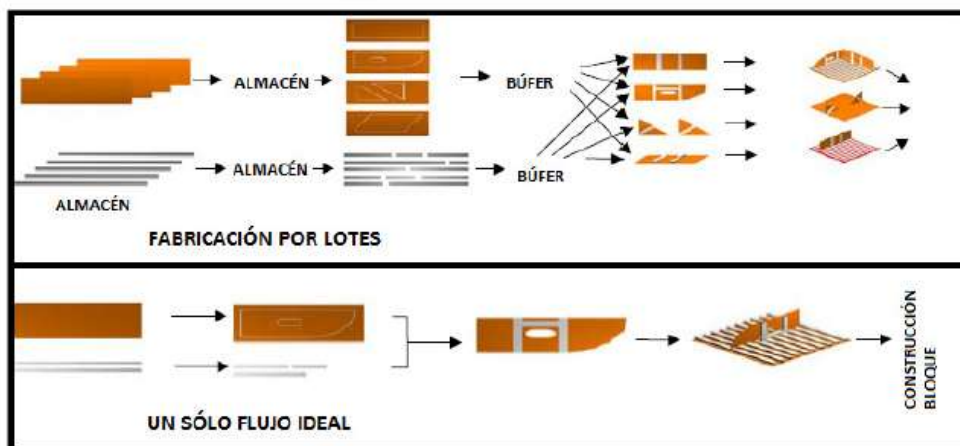 ALMACÉN
BÚFER
ALMACÉN
BÚFER
ALMACÉN
FABRICACIÓN POR LOTES
CONSTRUCCIÓN
BLOQUE
UN SÓLO FLUJO IDEAL